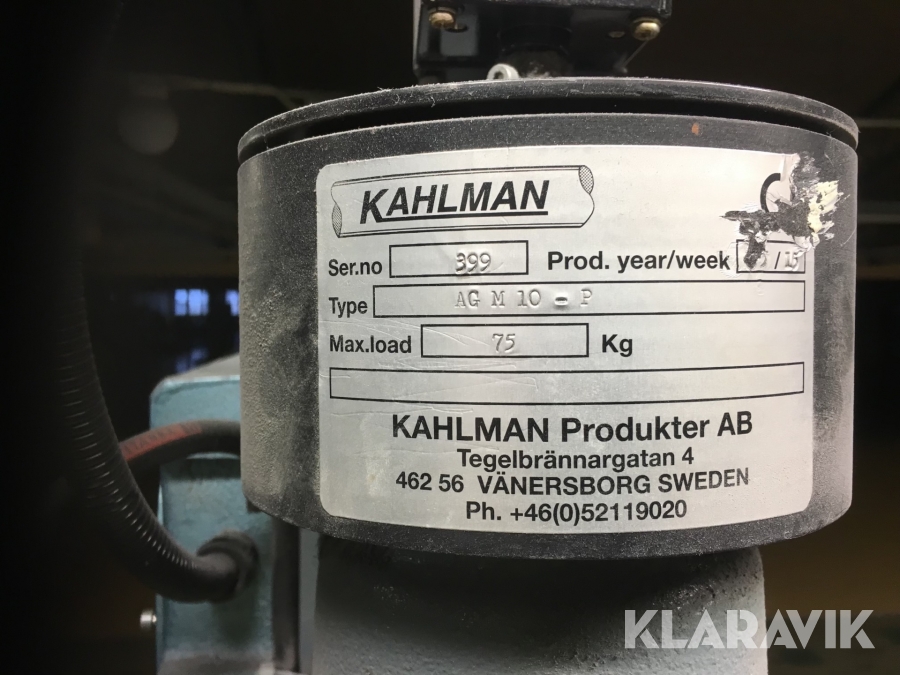 KAHLMAN
Ser.no 399 Prod. year/week /15
Type AG M 10 - P
Max.load 75 Kg
KAHLMAN Produkter AB
Tegelbrännargatan 4
462 56 VÄNERSBORG SWEDEN
Ph. +46(0)52119020
KLARAVIK